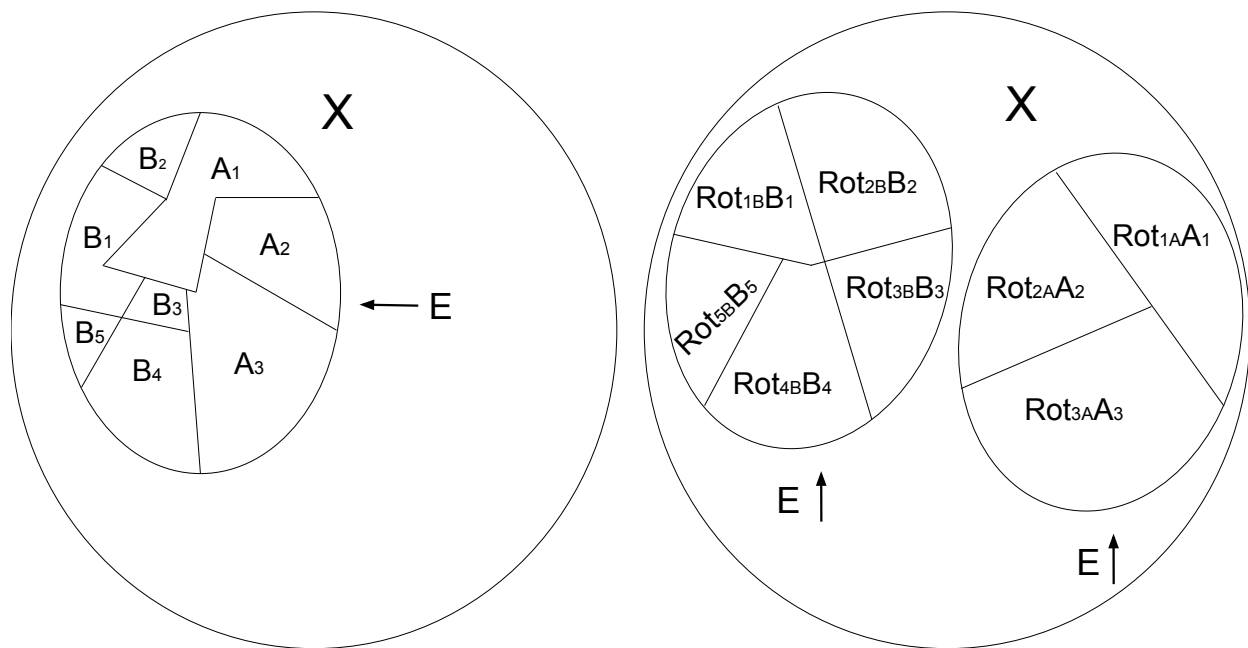 X
B2
A1
B1
A2
B3
E
B5
B4
A3
X
Rot1BB1
Rot2BB2
Rot5BB5
Rot3BB3
Rot4BB4
E
Rot1AA1
Rot2AA2
Rot3AA3
E